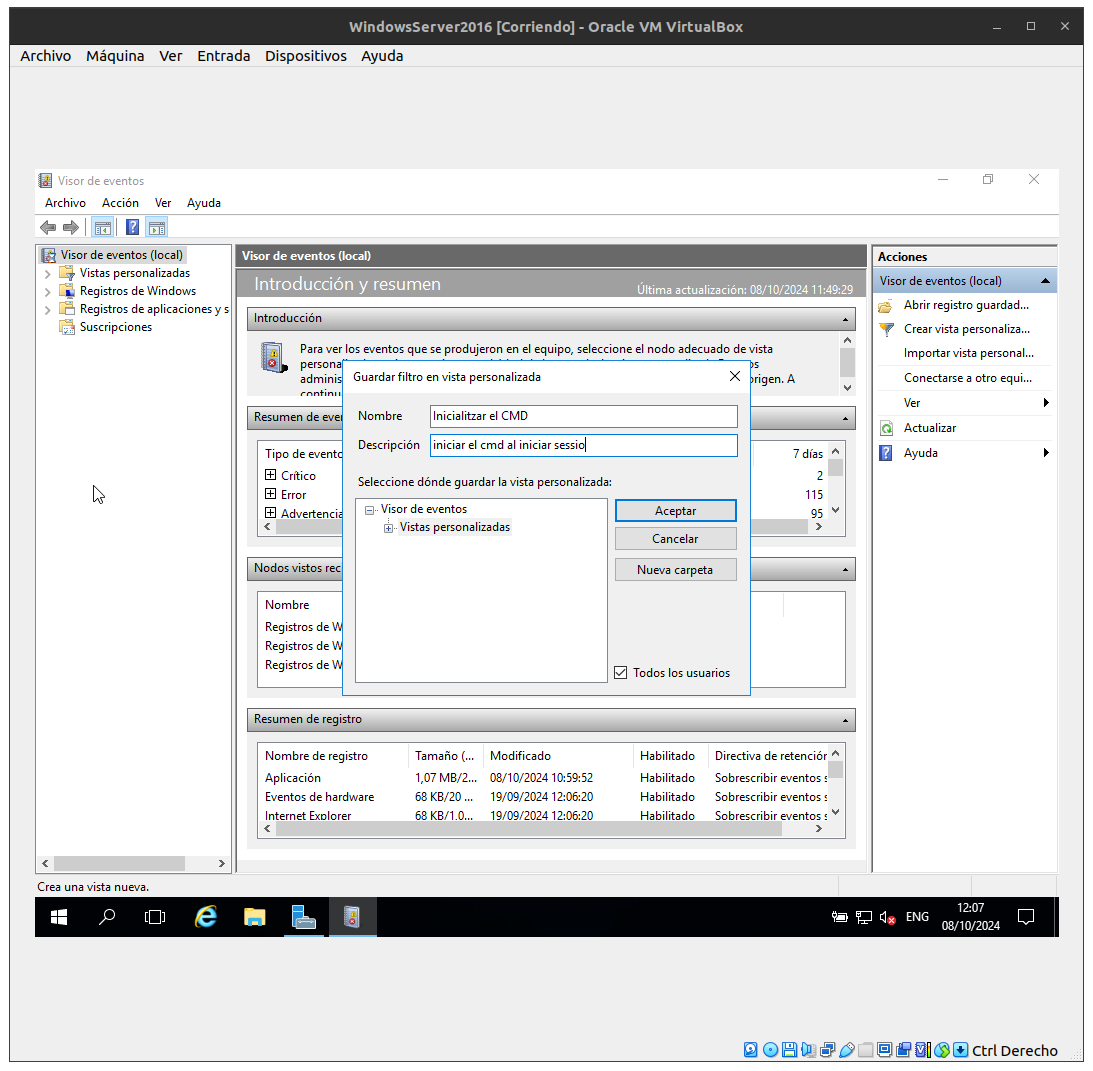 WindowsServer2016 [Corriendo] - Oracle VM VirtualBox
Archivo Máquina Ver Entrada Dispositivos Ayuda
Visor de eventos
Archivo Acción Ver Ayuda
Visor de eventos (local)
Vistas personalizadas
Registros de Windows
Registros de aplicaciones y s
Suscripciones
Visor de eventos (local)
Introducción y resumen
Última actualización: 08/10/2024 11:49:29
Introducción
Para ver los eventos que se produjeron en el equipo, seleccione el nodo adecuado de vista
persona
adminis
origen. A
continu
Guardar filtro en vista personalizada
Nombre Inicialitzar el CMD
Descripción iniciar el cmd al iniciar sessio
Seleccione dónde guardar la vista personalizada:
Visor de eventos
Vistas personalizadas
Aceptar
Cancelar
Nueva carpeta
Todos los usuarios
Resumen de ever
Tipo de evento 7 días
Crítico 2
Error 115
Advertencia 95
Nodos vistos rec
Nombre
Registros de W
Registros de W
Registros de W
Resumen de registro
Nombre de registro Tamaño (... Modificado Habilitado Directiva de retención
Aplicación 1,07 MB/2... 08/10/2024 10:59:52 Habilitado Sobrescribir eventos s
Eventos de hardware 68 KB/20 ... 19/09/2024 12:06:20 Habilitado Sobrescribir eventos s
Internet Explorer 68 KB/1.0... 19/09/2024 12:06:20 Habilitado Sobrescribir eventos s
Acciones
Visor de eventos (local)
Abrir registro guardad...
Crear vista personaliza...
Importar vista personal...
Conectarse a otro equi...
Ver
Actualizar
Ayuda
Crea una vista nueva.
ENG
12:07
08/10/2024
Ctrl Derecho